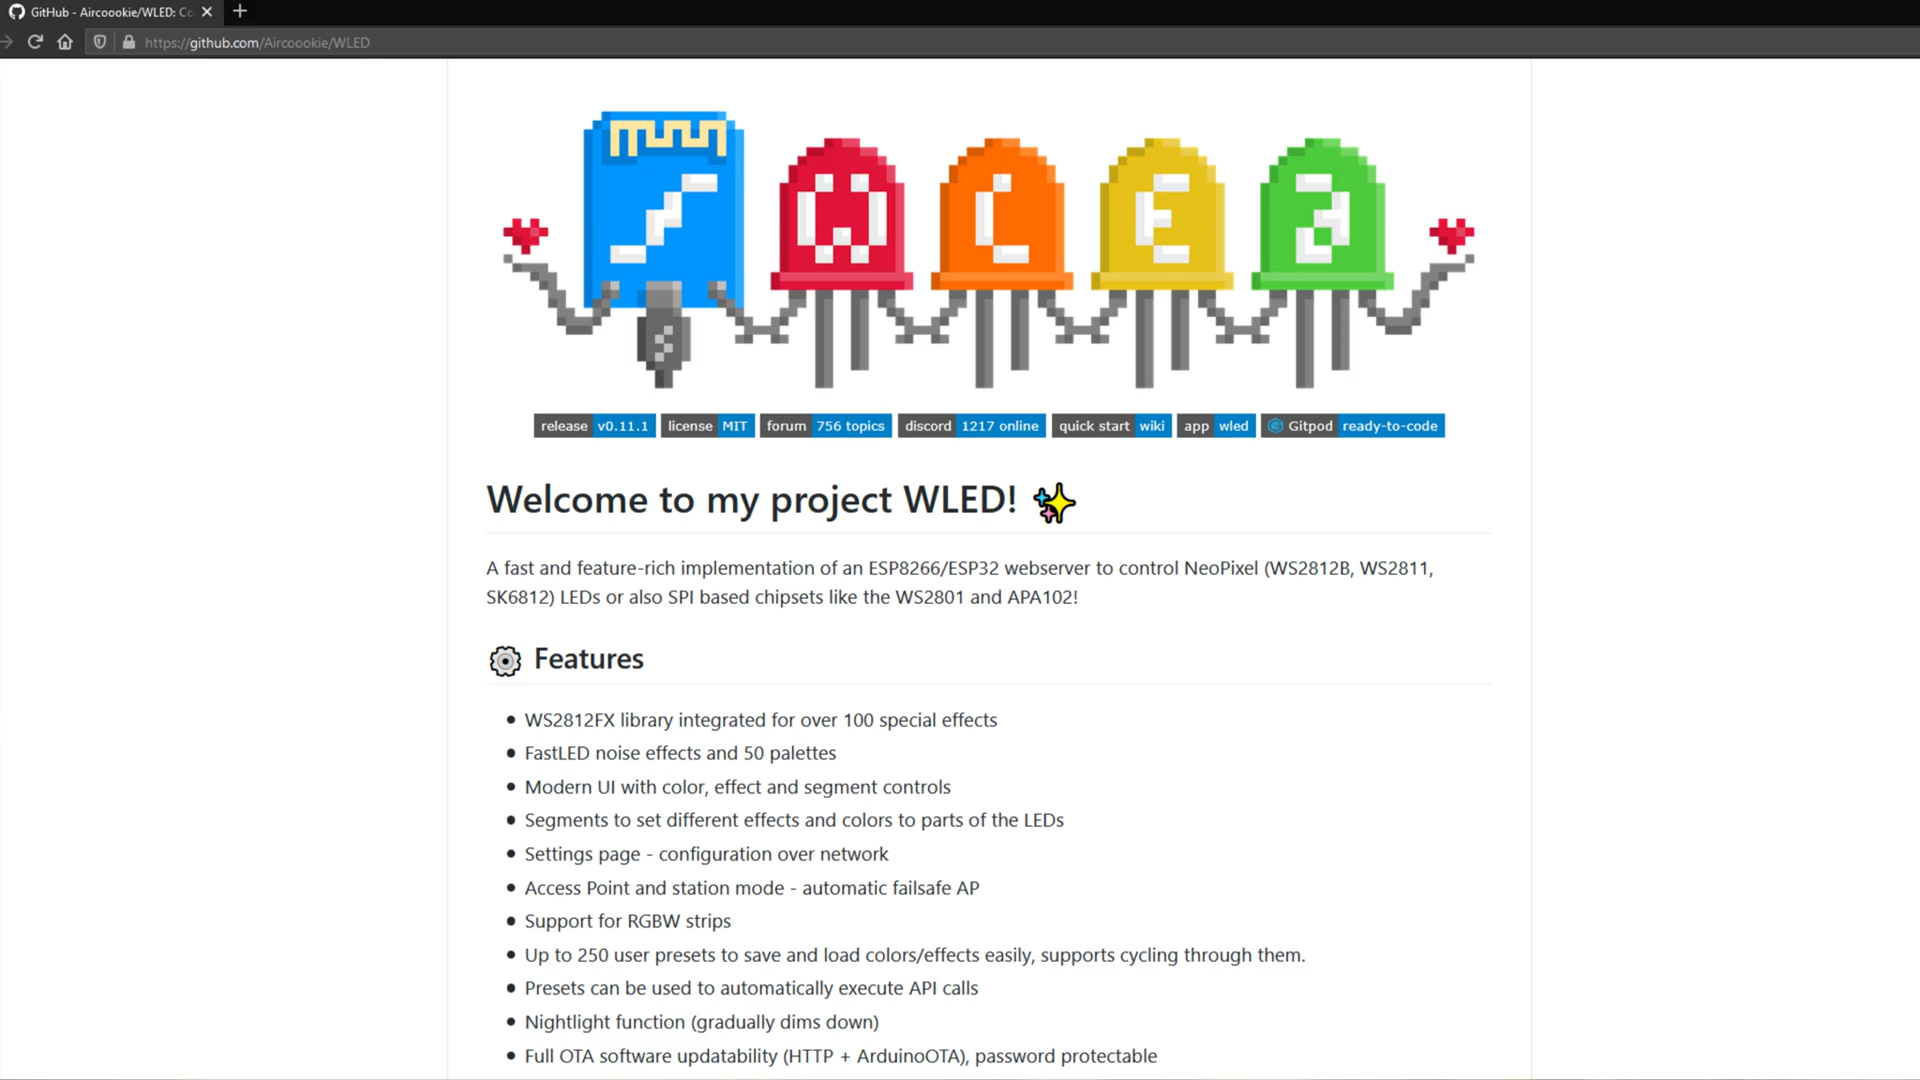 GitHub - Aircoookie/WLED: Co
https://github.com/Aircoookie/WLED
W L E D
release v0.11.1 license MIT forum 756 topics discord 1217 online quick start wiki app wled Gitpod ready-to-code
Welcome to my project WLED! ✨
A fast and feature-rich implementation of an ESP8266/ESP32 webserver to control NeoPixel (WS2812B, WS2811,
SK6812) LEDs or also SPI based chipsets like the WS2801 and APA102!
Features
WS2812FX library integrated for over 100 special effects
FastLED noise effects and 50 palettes
Modern UI with color, effect and segment controls
Segments to set different effects and colors to parts of the LEDs
Settings page - configuration over network
Access Point and station mode - automatic failsafe AP
Support for RGBW strips
Up to 250 user presets to save and load colors/effects easily, supports cycling through them.
Presets can be used to automatically execute API calls
Nightlight function (gradually dims down)
Full OTA software updatability (HTTP + ArduinoOTA), password protectable